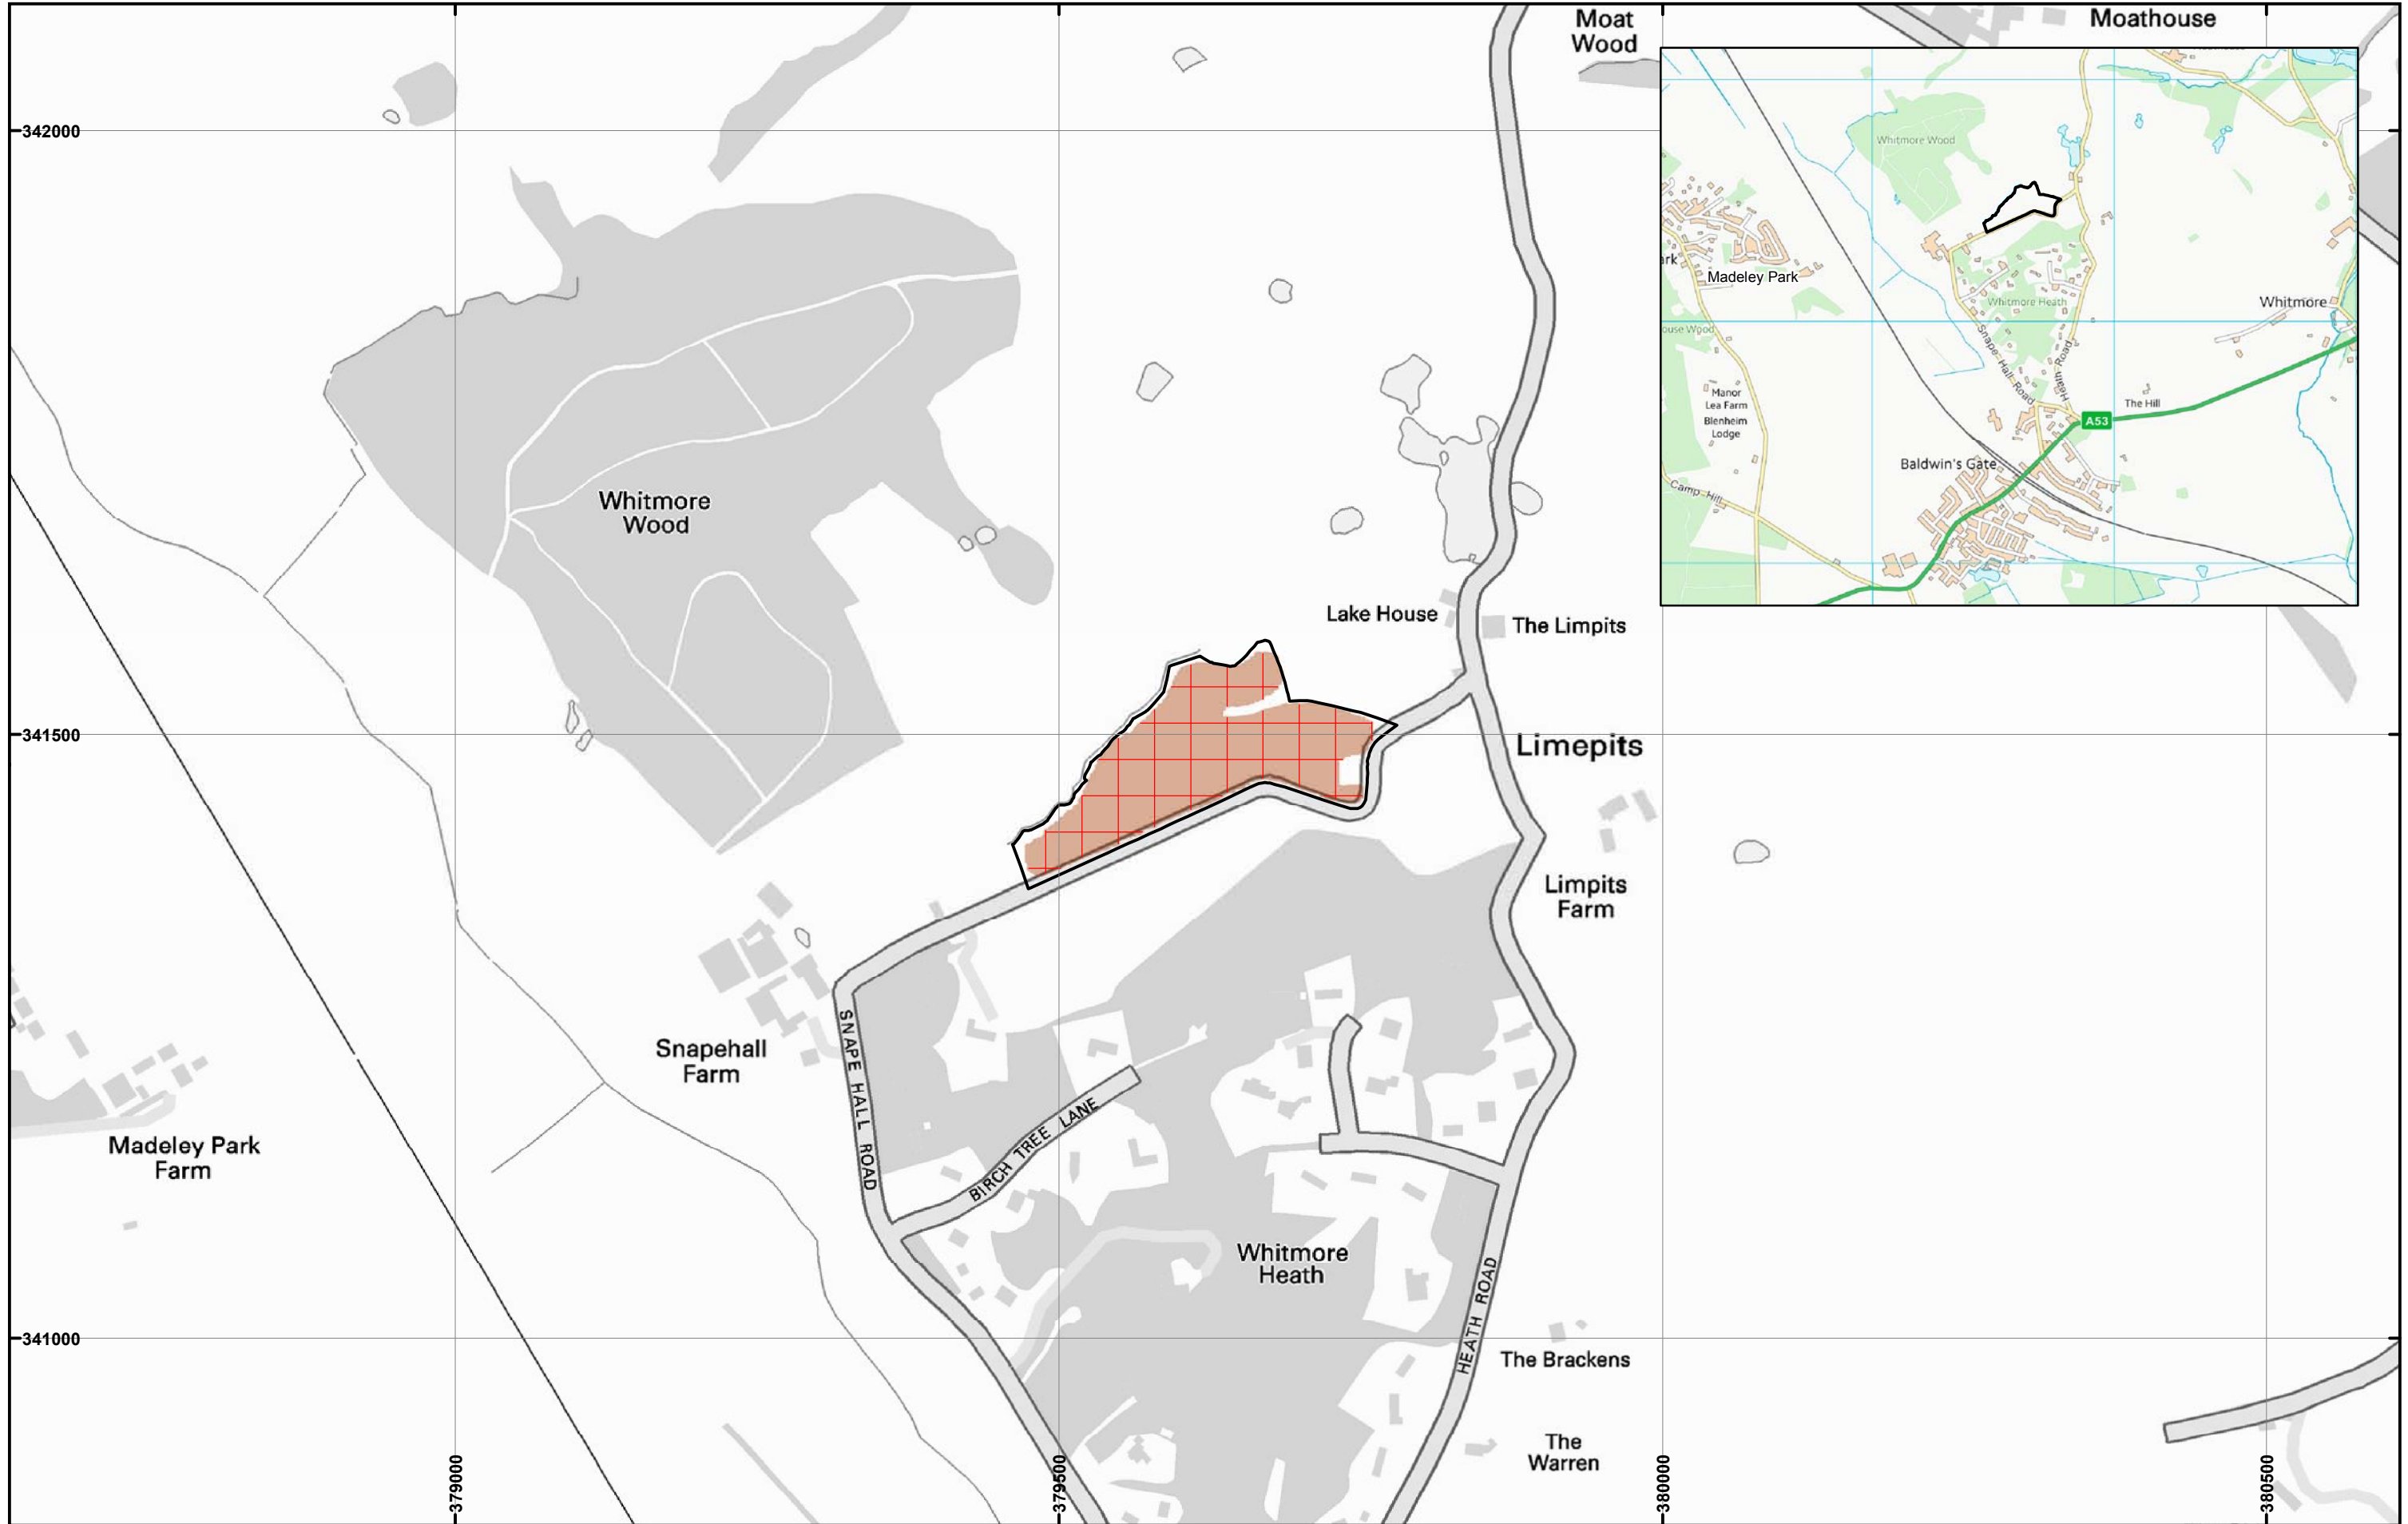 Moat
Wood
Moathouse
342000
Whitmore Wood
Madeley Park
Whitmore Heath
Whitmore
ouse Wood
Snape Hall Road
Heath Road
Manor
Lea Farm
Blenheim
Lodge
The Hill
A53
Baldwin's Gate
Camp Hill
Whitmore
Wood
Lake House
The Limpits
341500
Limepits
Limpits
Farm
SNAPE HALL ROAD
Snapehall
Farm
BIRCH TREE LANE
Madeley Park
Farm
Whitmore
Heath
HEATH ROAD
341000
The Brackens
The
Warren
379000
379500
380000
380500